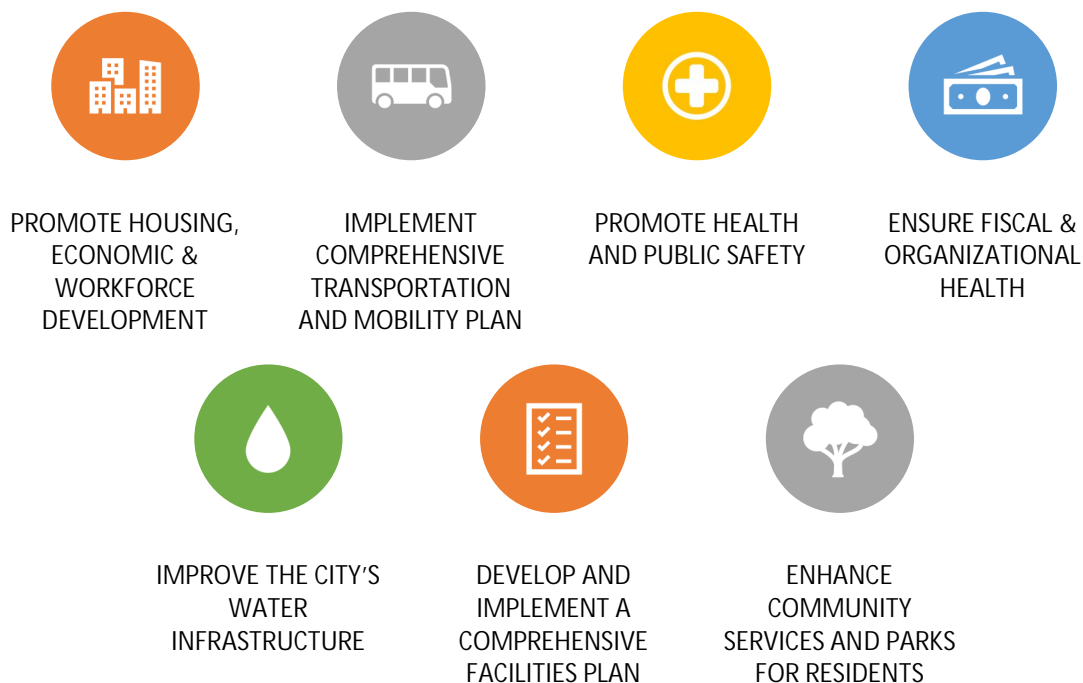 PROMOTE HOUSING,
ECONOMIC &
WORKFORCE
DEVELOPMENT
IMPLEMENT
COMPREHENSIVE
TRANSPORTATION
AND MOBILITY PLAN
PROMOTE HEALTH
AND PUBLIC SAFETY
ENSURE FISCAL &
ORGANIZATIONAL
HEALTH
IMPROVE THE CITY’S
WATER
INFRASTRUCTURE
DEVELOP AND
IMPLEMENT A
COMPREHENSIVE
FACILITIES PLAN
ENHANCE
COMMUNITY
SERVICES AND PARKS
FOR RESIDENTS